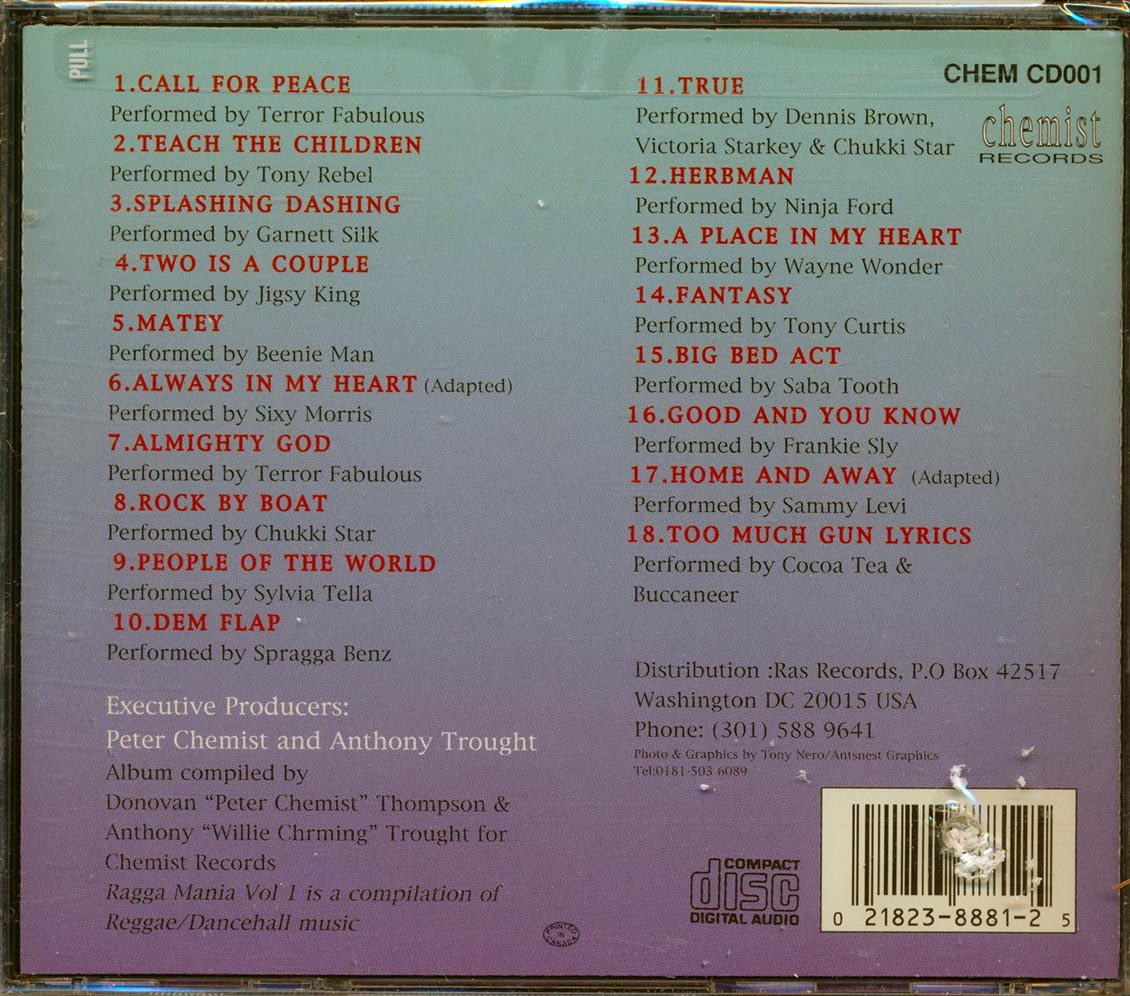 PULL
1.CALL FOR PEACE
Performed by Terror Fabulous
2.TEACH THE CHILDREN
Performed by Tony Rebel
3.SPLASHING DASHING
Performed by Garnett Silk
4.TWO IS A COUPLE
Performed by Jigsy King
5.MATEY
Performed by Beenie Man
6.ALWAYS IN MY HEART (Adapted)
Performed by Sixy Morris
7.ALMIGHTY GOD
Performed by Terror Fabulous
8.ROCK BY BOAT
Performed by Chukki Star
9.PEOPLE OF THE WORLD
Performed by Sylvia Tella
10.DEM FLAP
Performed by Spragga Benz
Executive Producers:
Peter Chemist and Anthony Trought
Album compiled by
Donovan “Peter Chemist” Thompson &
Anthony “Willie Chrming” Trought for
Chemist Records
Ragga Mania Vol 1 is a compilation of
Reggae/Dancehall music
11.TRUE
Performed by Dennis Brown,
Victoria Starkey & Chukki Star
12.HERBMAN
Performed by Ninja Ford
13.A PLACE IN MY HEART
Performed by Wayne Wonder
14.FANTASY
Performed by Tony Curtis
15.BIG BED ACT
Performed by Saba Tooth
16.GOOD AND YOU KNOW
Performed by Frankie Sly
17.HOME AND AWAY (Adapted)
Performed by Sammy Levi
18.TOO MUCH GUN LYRICS
Performed by Cocoa Tea &
Buccaneer
CHEM CD001
chemist
RECORDS
Distribution :Ras Records, P.O Box 42517
Washington DC 20015 USA
Phone: (301) 588 9641
Photo & Graphics by Tony Nero/Antsnest Graphics
Tel:0181-503 6089
COMPACT
disc
DIGITAL AUDIO
PRINTED
IN
CANADA
0 21823-8881-2 5